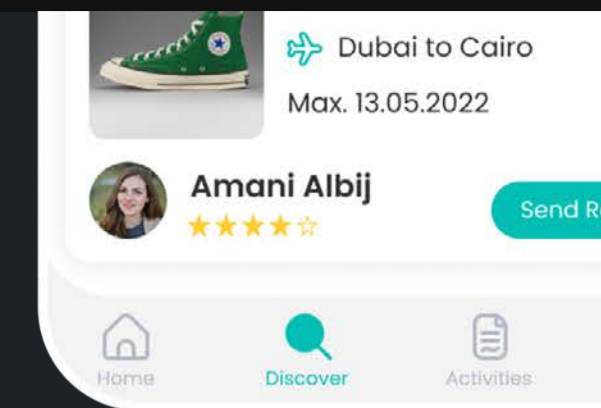 Dubai to Cairo
Max. 13.05.2022
Amani Albij
Send
Home
Discover
Activities